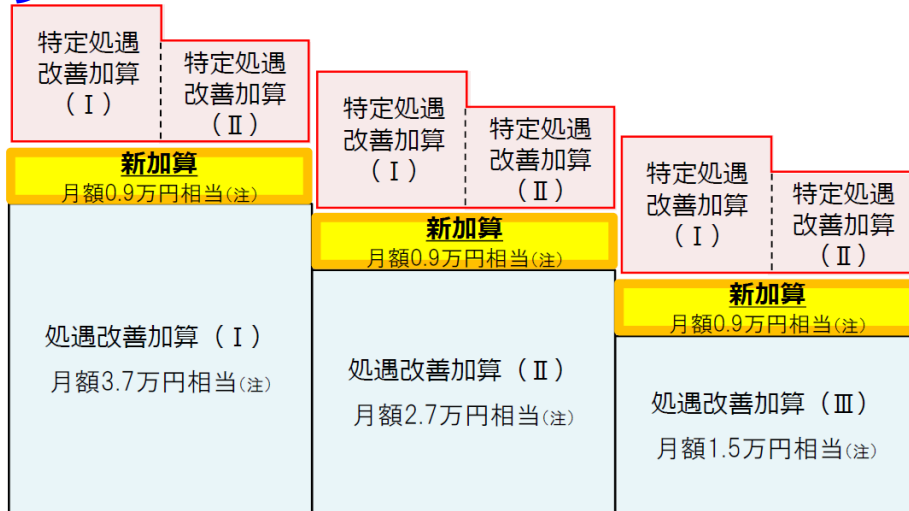 特定処遇
改善加算
（Ⅰ）
特定処遇
改善加算
（Ⅱ）
新加算
月額0.9万円相当(注)
処遇改善加算（Ⅰ）
月額3.7万円相当(注)
特定処遇
改善加算
（Ⅰ）
特定処遇
改善加算
（Ⅱ）
新加算
月額0.9万円相当(注)
処遇改善加算（Ⅱ）
月額2.7万円相当(注)
特定処遇
改善加算
（Ⅰ）
特定処遇
改善加算
（Ⅱ）
新加算
月額0.9万円相当(注)
処遇改善加算（Ⅲ）
月額1.5万円相当(注)